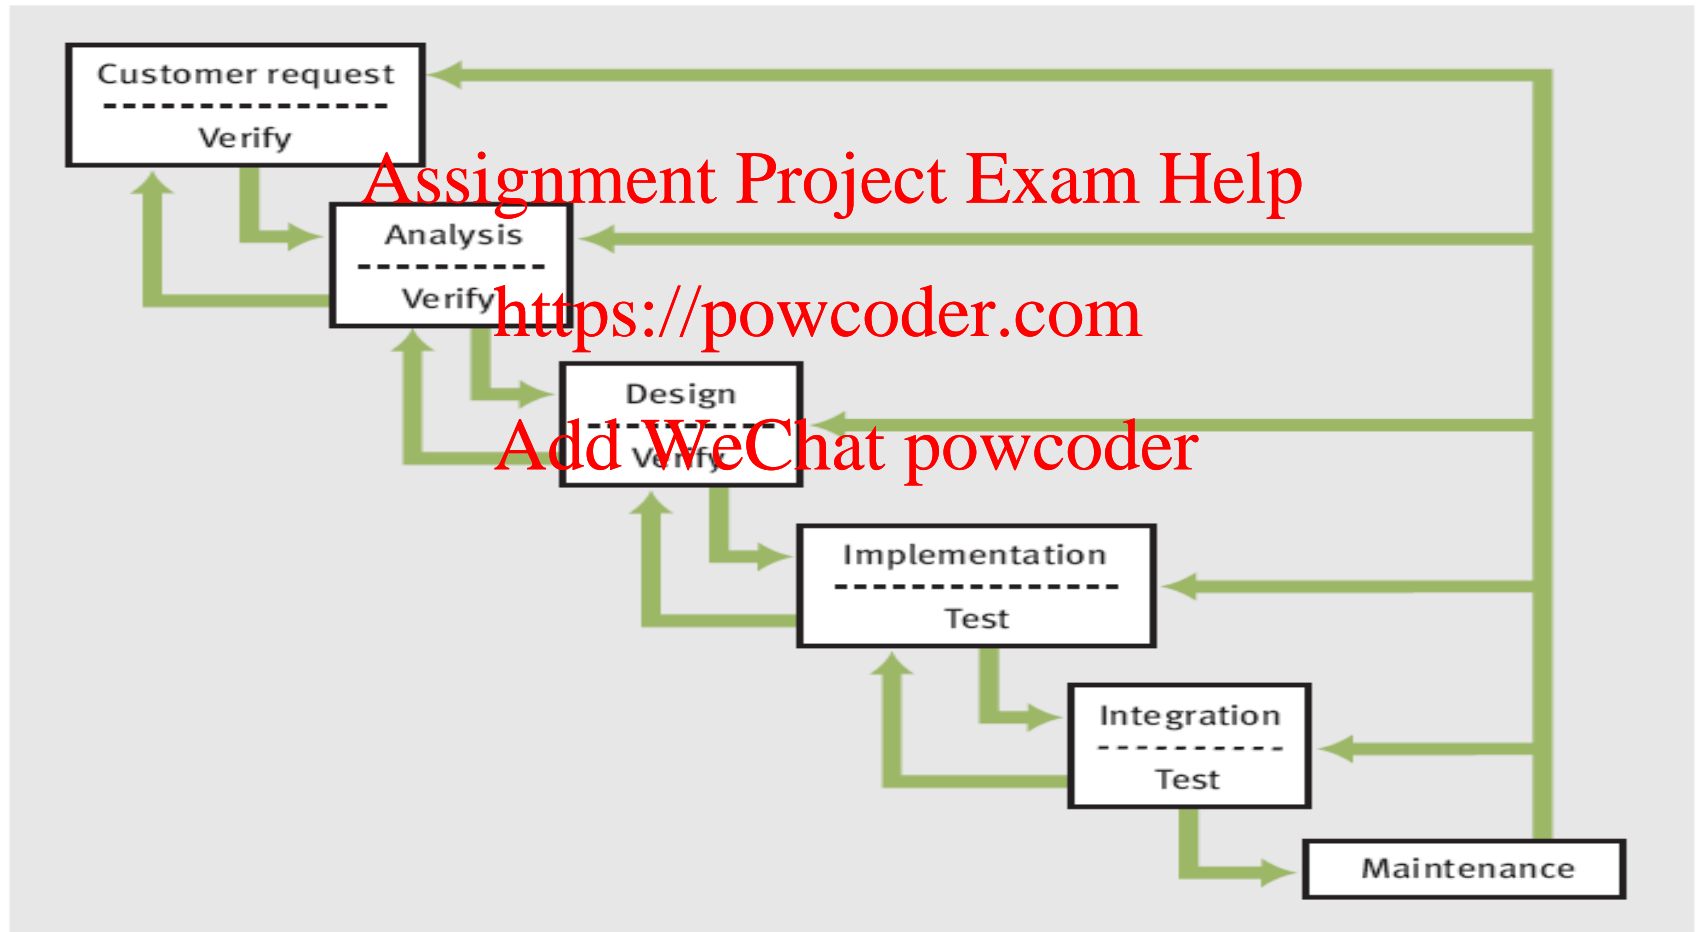 Customer request
Verify
Assignment Project Exam Help
Analysis
Verify
https://powcoder.com
Design
Add WeChat powcoder
Verify
Implementation
Test
Integration
Test
Maintenance